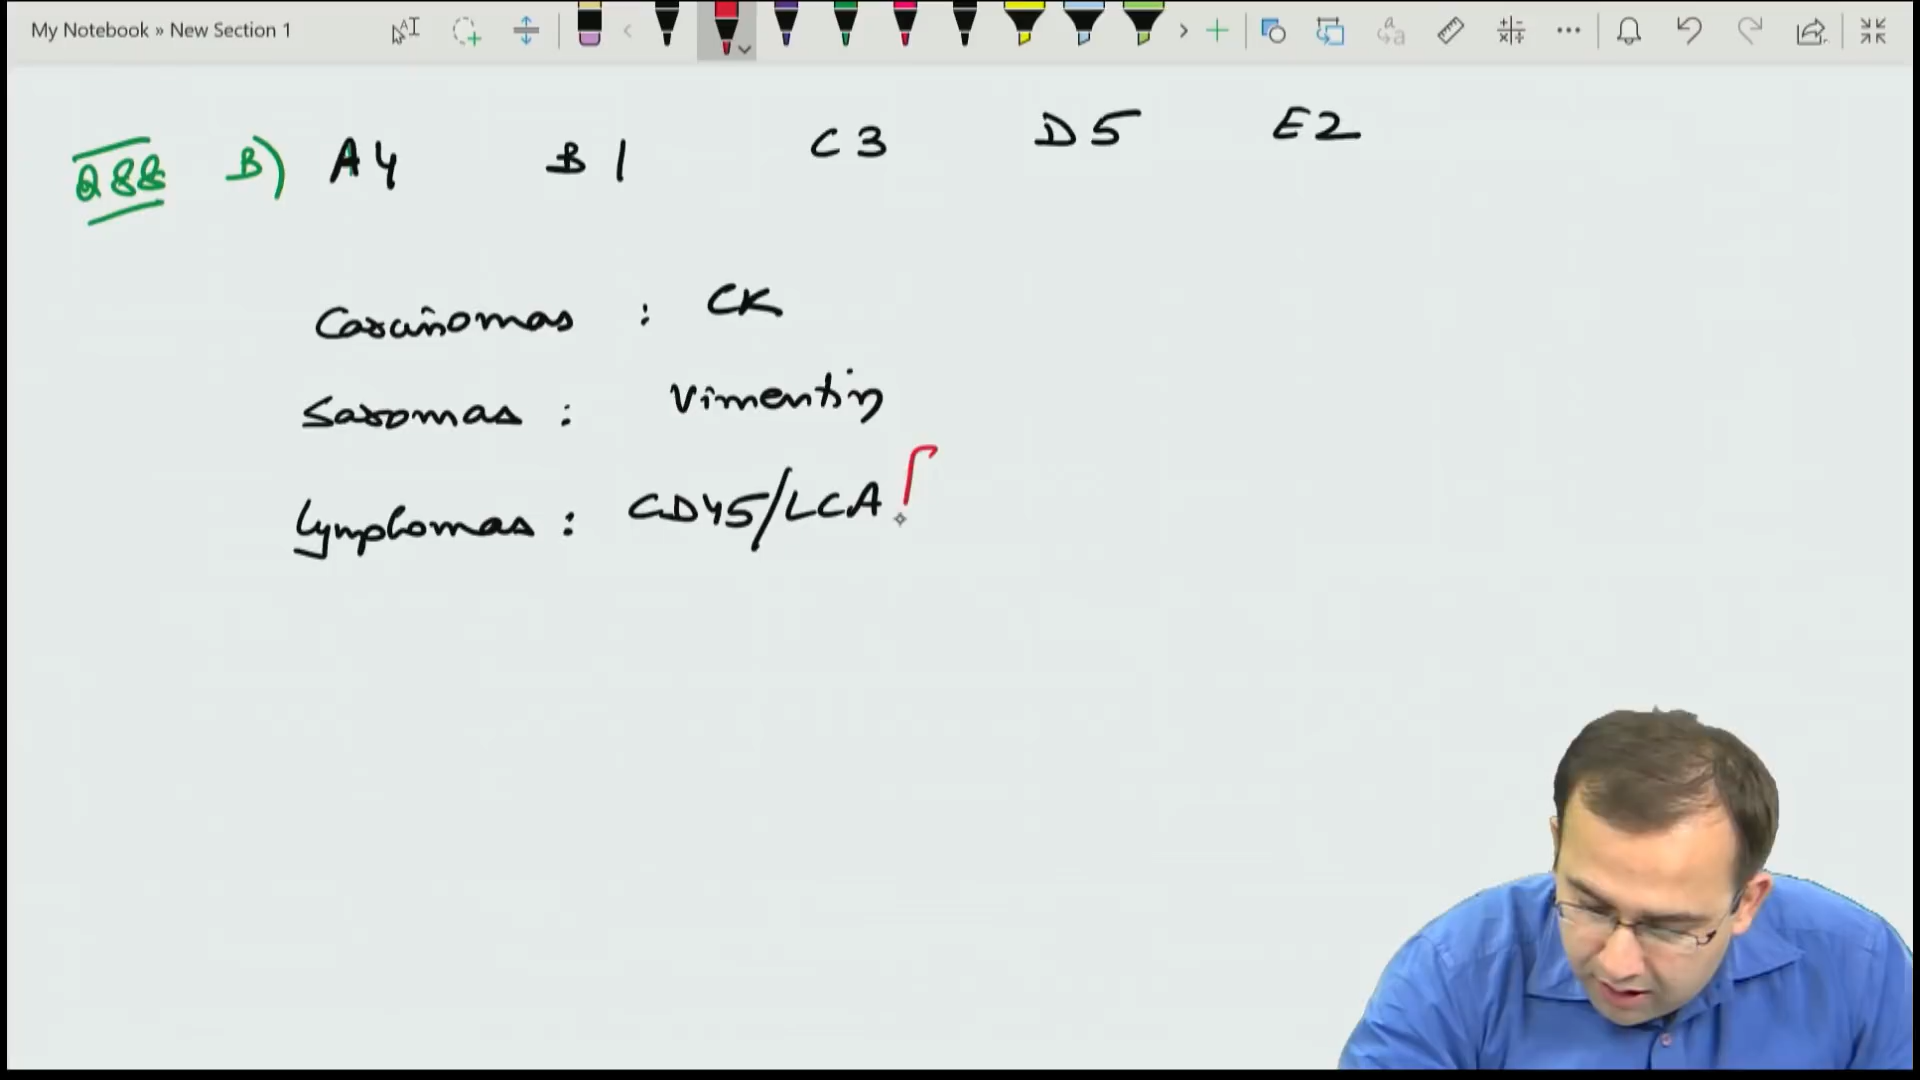 My Notebook » New Section 1
Q88 B) A4 B1 C3 D5 E2
Carcinomas : CK
Sarcomas : Vimentin
Lymphomas : CD45/LCA